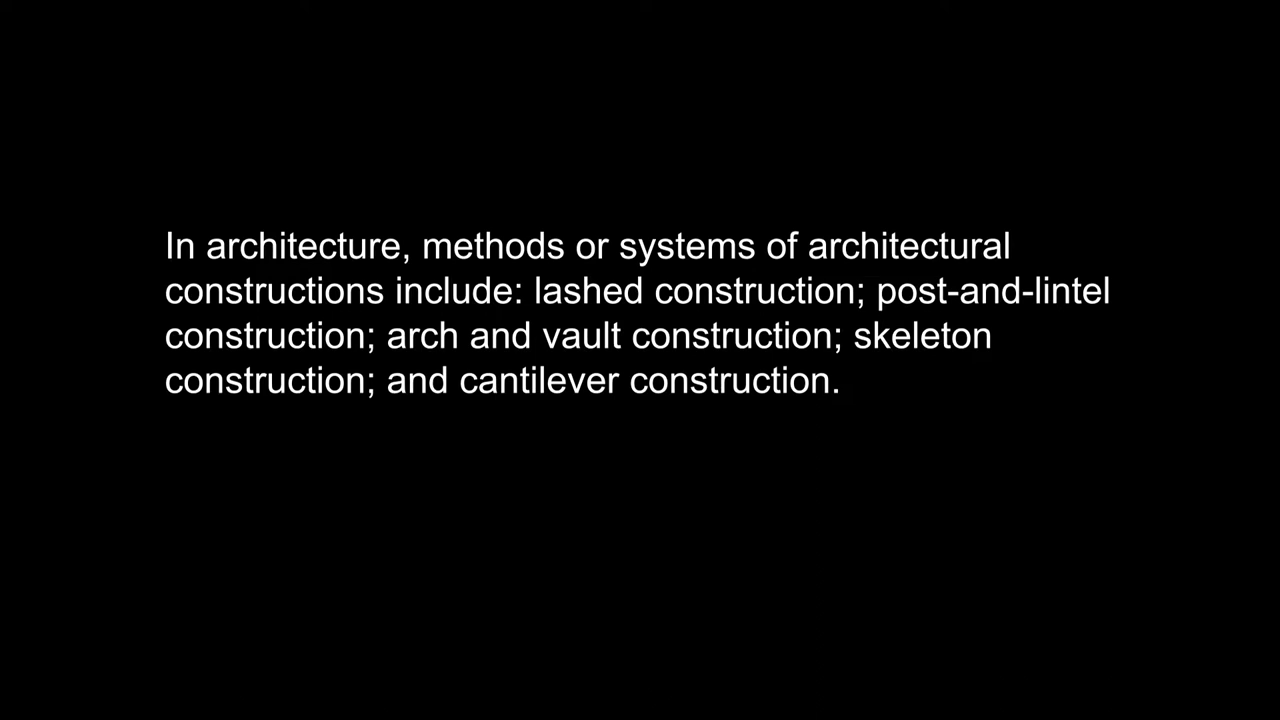 In architecture, methods or systems of architectural
constructions include: lashed construction; post-and-lintel
construction; arch and vault construction; skeleton
construction; and cantilever construction.